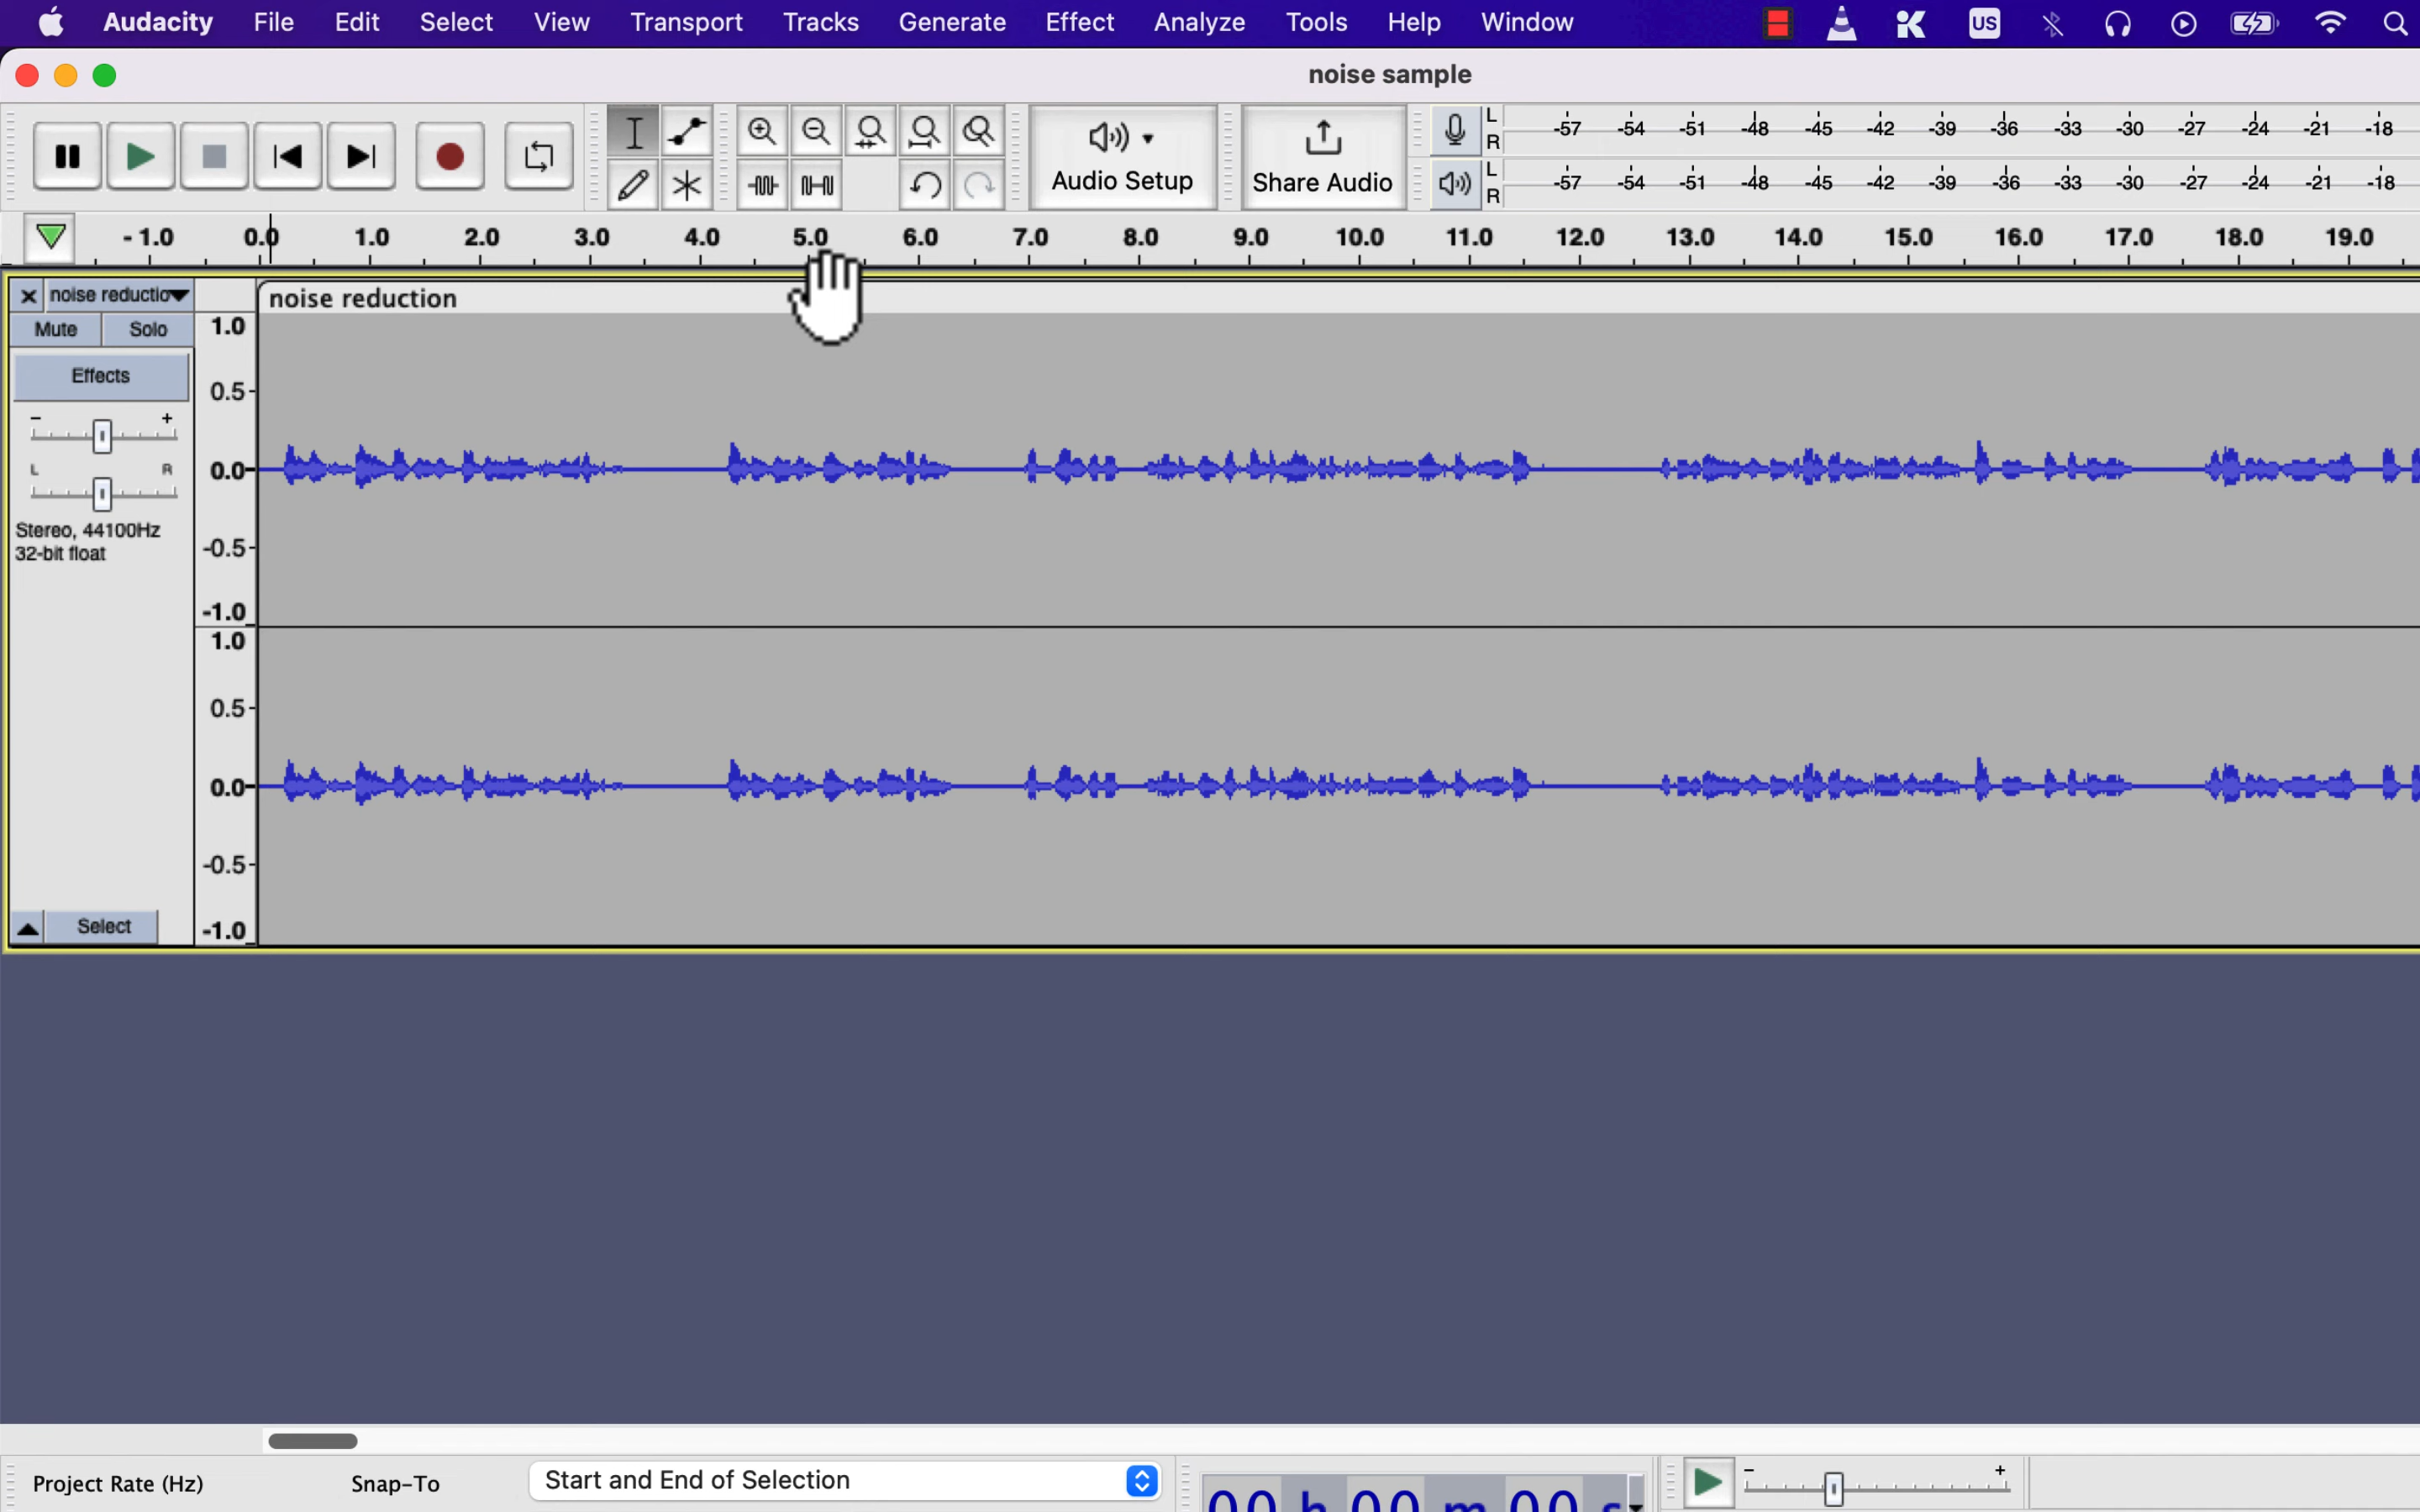 Audacity File Edit Select View Transport Tracks Generate Effect Analyze Tools Help Window US
noise sample
L -57 -54 -51 -48 -45 -42 -39 -36 -33 -30 -27 -24 -21 -18
R
Audio Setup Share Audio
L -57 -54 -51 -48 -45 -42 -39 -36 -33 -30 -27 -24 -21 -18
R
-1.0 0.0 1.0 2.0 3.0 4.0 5.0 6.0 7.0 8.0 9.0 10.0 11.0 12.0 13.0 14.0 15.0 16.0 17.0 18.0 19.0
noise reductio noise reduction
Mute Solo 1.0
Effects
0.5
- +
L R
0.0
Stereo, 44100Hz
32-bit float
-0.5
-1.0
1.0
0.5
0.0
-0.5
Select -1.0
Project Rate (Hz) Snap-To Start and End of Selection
00 h 00 m 00 s
- +